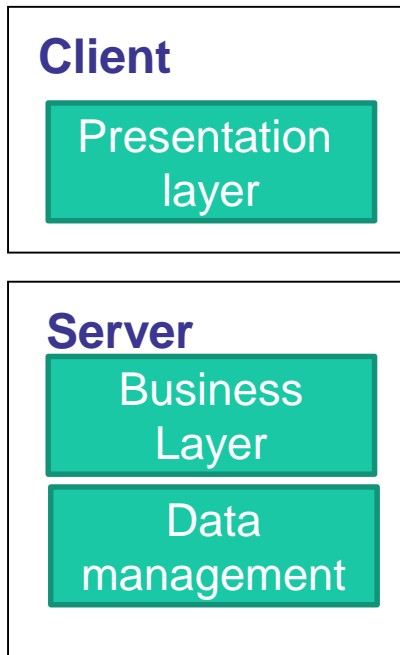 Client
Presentation
layer
Server
Business
Layer
Data
management